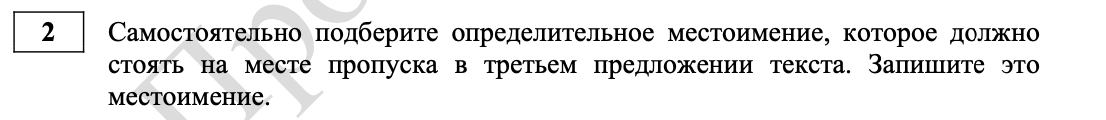 2 Самостоятельно подберите определительное местоимение, которое должно
стоять на месте пропуска в третьем предложении текста. Запишите это
местоимение.